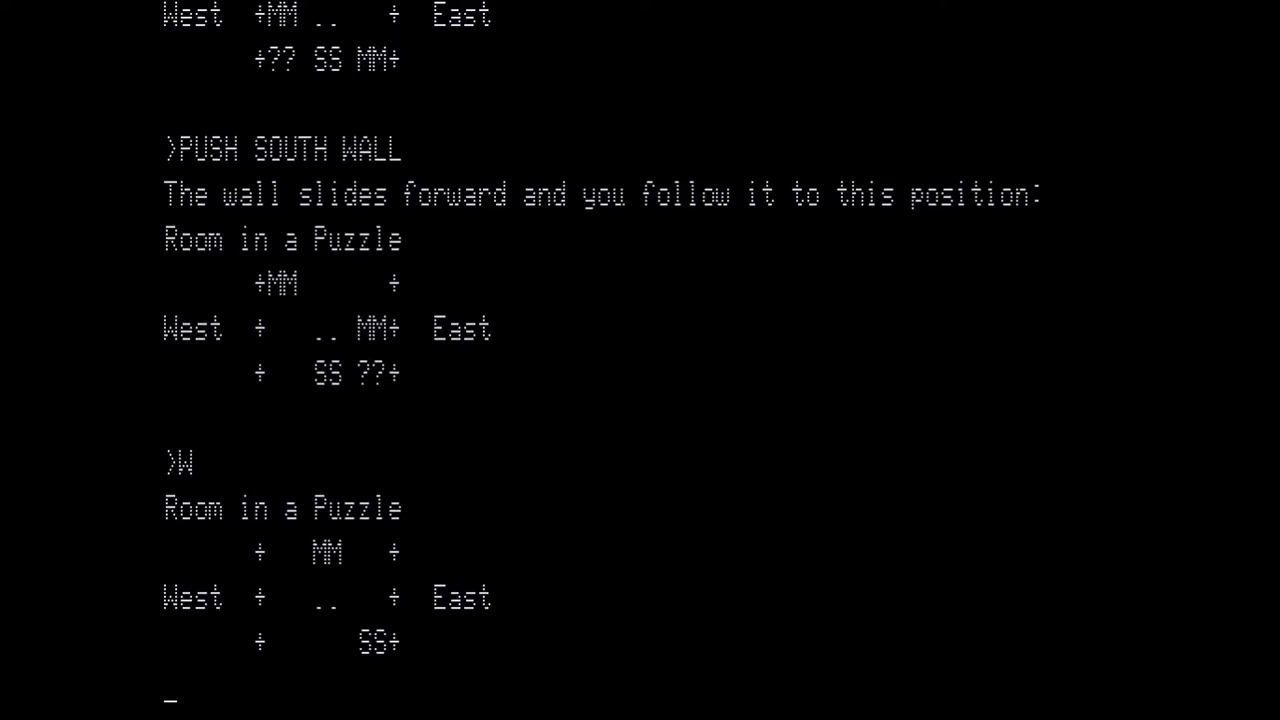 West  +MM ..   +  East
      +?? SS MM+

>PUSH SOUTH WALL
The wall slides forward and you follow it to this position:
Room in a Puzzle
      +MM      +
West  +   .. MM+  East
      +   SS ??+

>W
Room in a Puzzle
      +   MM   +
West  +   ..   +  East
      +      SS+

_